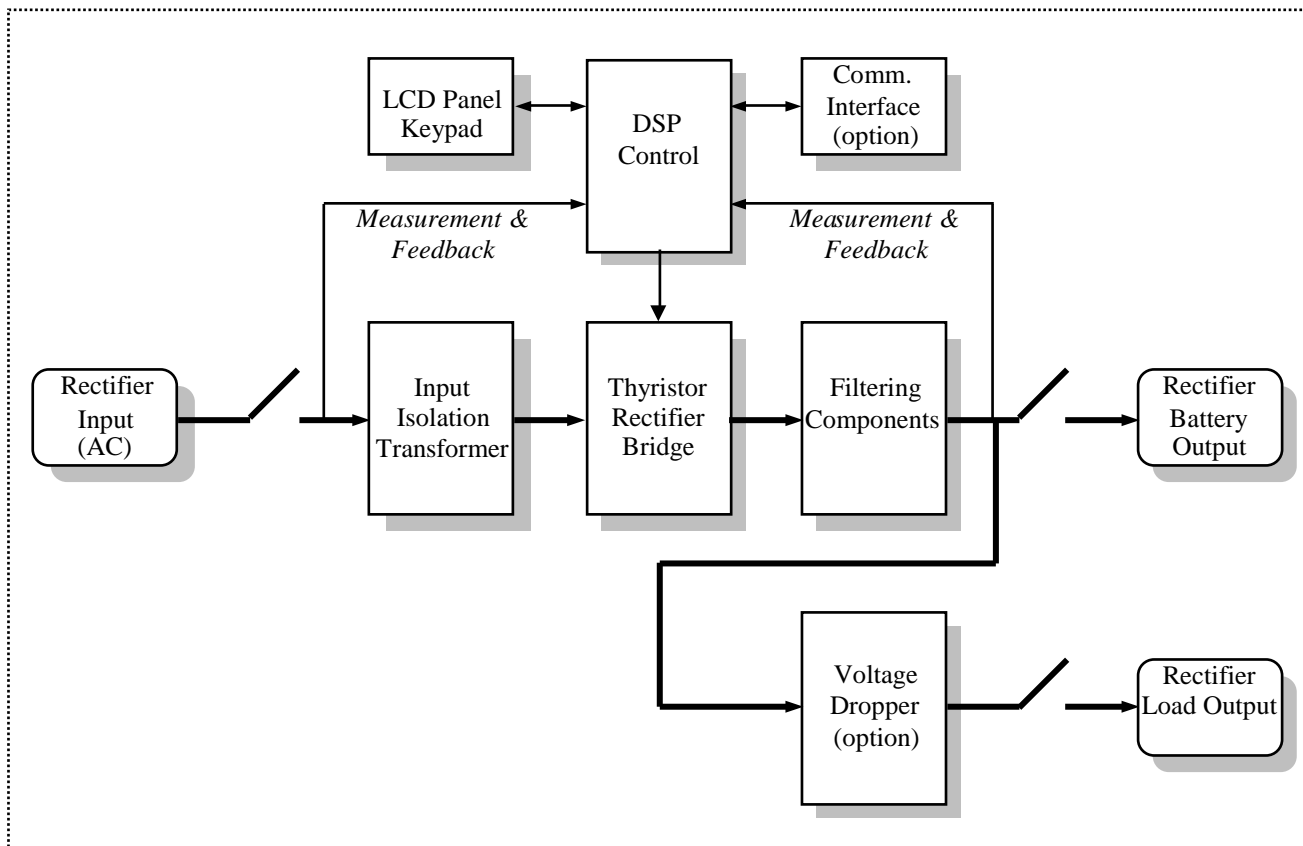 LCD Panel
Keypad
DSP
Control
Comm.
Interface
(option)
Measurement &
Feedback
Measurement &
Feedback
Rectifier
Input
(AC)
Input
Isolation
Transformer
Thyristor
Rectifier
Bridge
Filtering
Components
Rectifier
Battery
Output
Voltage
Dropper
(option)
Rectifier
Load Output